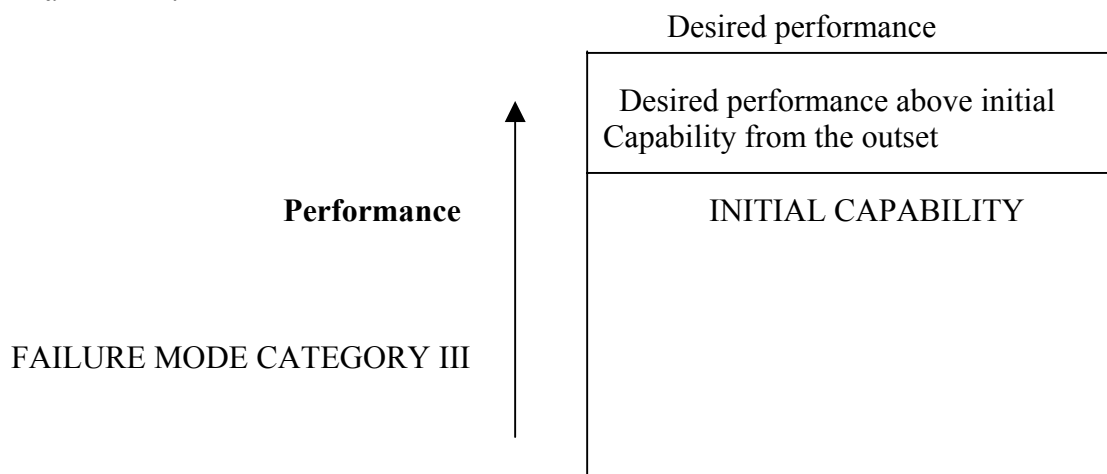 Desired performance
Desired performance above initial
Capability from the outset
Performance
INITIAL CAPABILITY
FAILURE MODE CATEGORY III